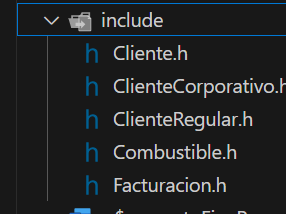 include
Cliente.h
ClienteCorporativo.h
ClienteRegular.h
Combustible.h
Facturacion.h